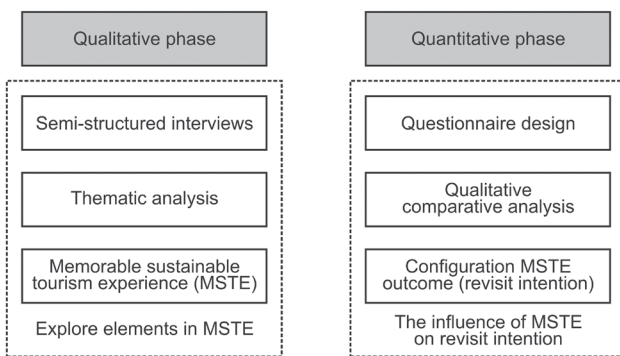 Qualitative phase
Semi-structured interviews
Thematic analysis
Memorable sustainable
tourism experience (MSTE)
Explore elements in MSTE
Quantitative phase
Questionnaire design
Qualitative
comparative analysis
Configuration MSTE
outcome (revisit intention)
The influence of MSTE
on revisit intention